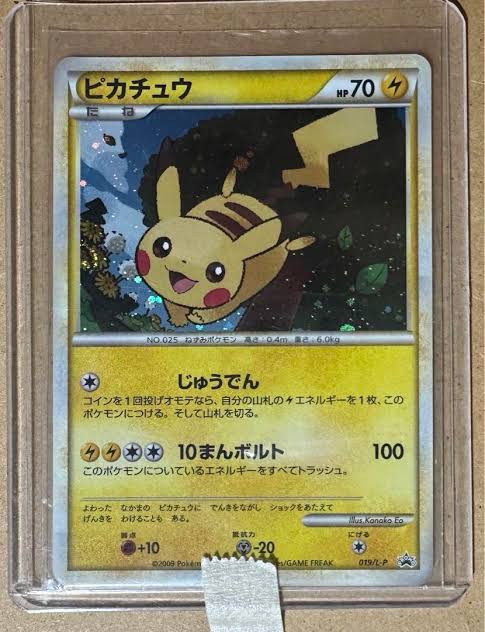 ピカチュウ HP70
たね
NO.025 ねずみポケモン 高さ：0.4m 重さ：6.0kg
じゅうでん
コインを1回投げオモテなら、自分の山札のエネルギーを1枚、この
ポケモンにつける。そして山札を切る。
10まんボルト 100
このポケモンについているエネルギーをすべてトラッシュ。
よわった なかまの ピカチュウに でんきをながし ショックをあたえて
げんきを わけることも ある。
Illus.Kanako Eo
弱点 抵抗力 にげる
+10 -20
©2009 Pokém es/GAME FREAK 019/L-P